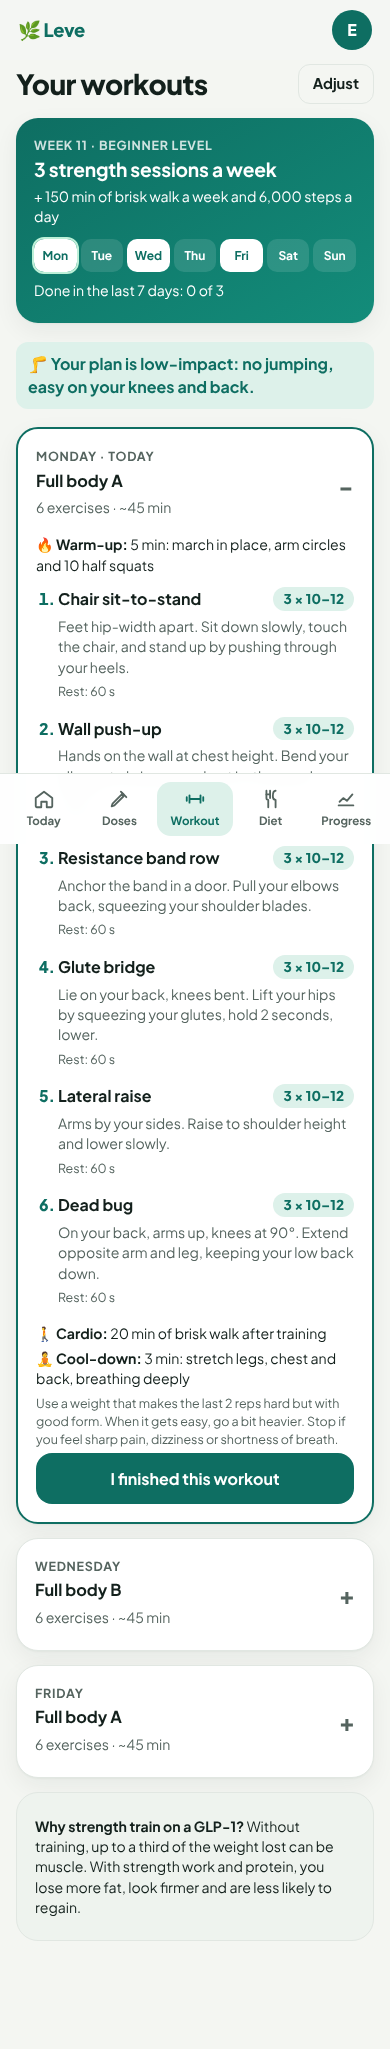 🌿 Leve
E
Your workouts
Adjust
WEEK 11 · BEGINNER LEVEL
3 strength sessions a week
+ 150 min of brisk walk a week and 6,000 steps a
day
Mon Tue Wed Thu Fri Sat Sun
Done in the last 7 days: 0 of 3
🦵 Your plan is low-impact: no jumping,
easy on your knees and back.
MONDAY · TODAY
Full body A
6 exercises · ~45 min
–
🔥 Warm-up: 5 min: march in place, arm circles
and 10 half squats
1. Chair sit-to-stand 3 × 10–12
Feet hip-width apart. Sit down slowly, touch
the chair, and stand up by pushing through
your heels.
Rest: 60 s
2. Wall push-up 3 × 10–12
Hands on the wall at chest height. Bend your
Today Doses Workout Diet Progress
3. Resistance band row 3 × 10–12
Anchor the band in a door. Pull your elbows
back, squeezing your shoulder blades.
Rest: 60 s
4. Glute bridge 3 × 10–12
Lie on your back, knees bent. Lift your hips
by squeezing your glutes, hold 2 seconds,
lower.
Rest: 60 s
5. Lateral raise 3 × 10–12
Arms by your sides. Raise to shoulder height
and lower slowly.
Rest: 60 s
6. Dead bug 3 × 10–12
On your back, arms up, knees at 90°. Extend
opposite arm and leg, keeping your low back
down.
Rest: 60 s
🚶 Cardio: 20 min of brisk walk after training
🧘 Cool-down: 3 min: stretch legs, chest and
back, breathing deeply
Use a weight that makes the last 2 reps hard but with
good form. When it gets easy, go a bit heavier. Stop if
you feel sharp pain, dizziness or shortness of breath.
I finished this workout
WEDNESDAY
Full body B
6 exercises · ~45 min
+
FRIDAY
Full body A
6 exercises · ~45 min
+
Why strength train on a GLP-1? Without
training, up to a third of the weight lost can be
muscle. With strength work and protein, you
lose more fat, look firmer and are less likely to
regain.